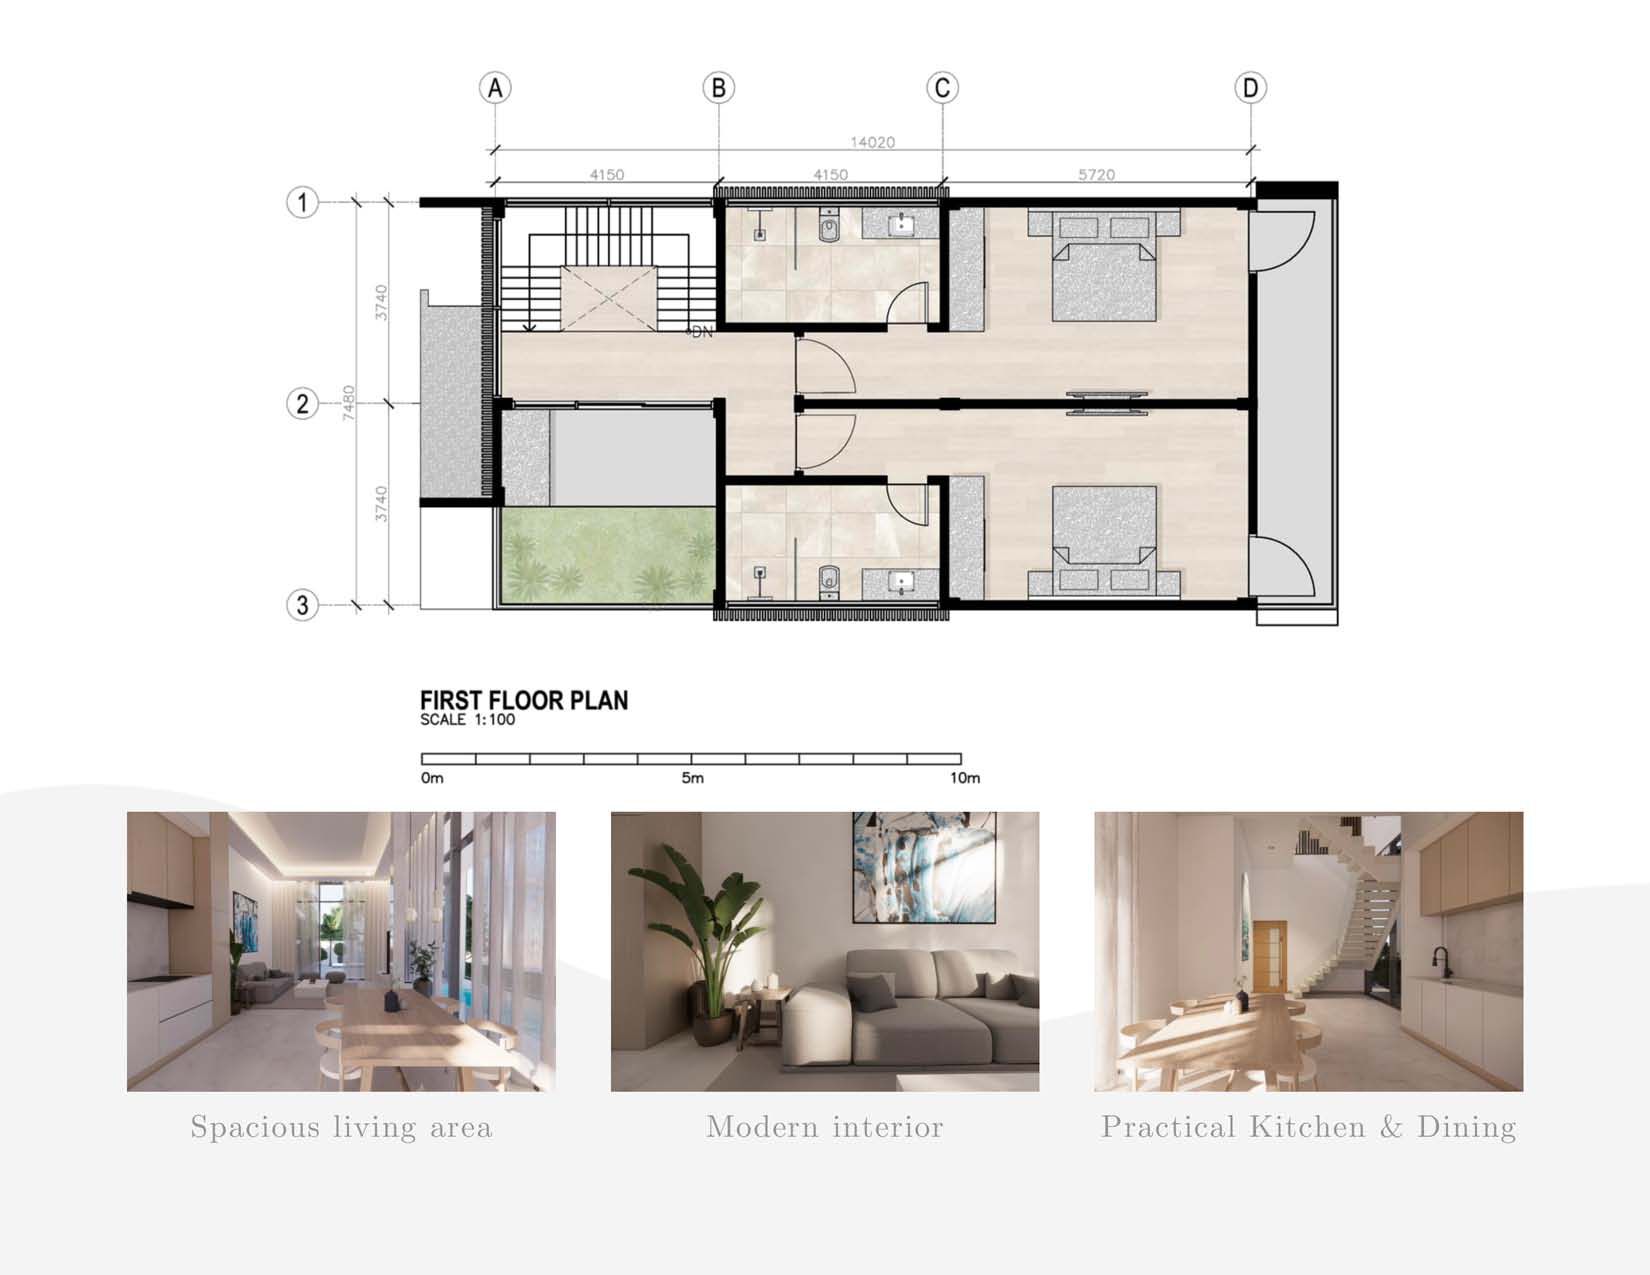 A B C D
14020
4150 4150 5720
1
3740
DN
2
7480
3740
3
FIRST FLOOR PLAN
SCALE 1:100
0m 5m 10m
Spacious living area
Modern interior
Practical Kitchen & Dining